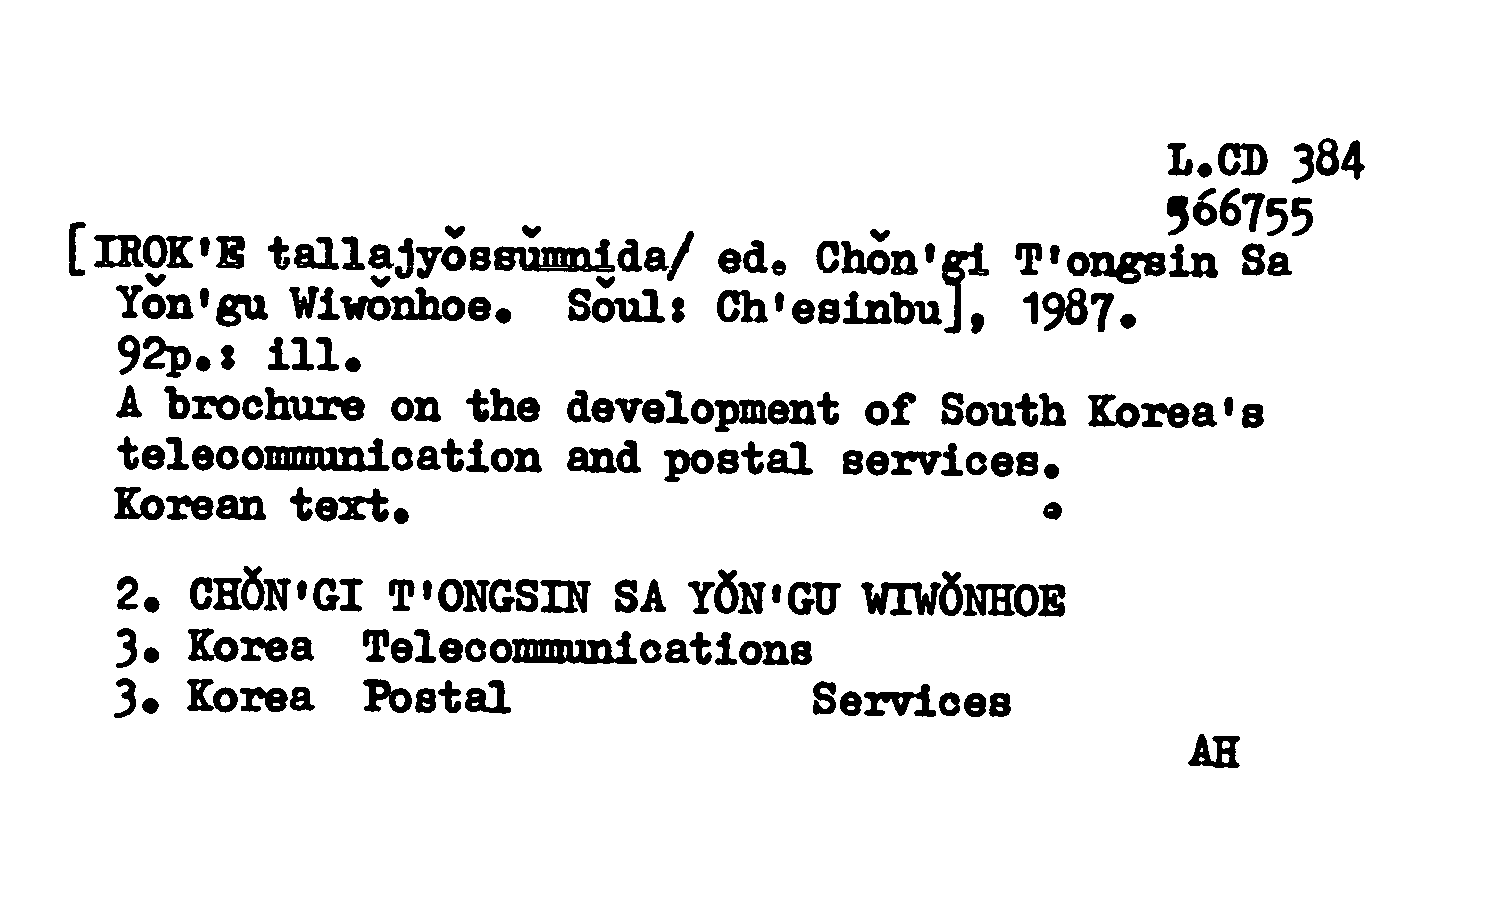 L.CD 384
566755
[IROK'E tallajyŏssŭmnida/ ed. Chŏn'gi T'ongsin Sa
Yŏn'gu Wiwŏnhoe. Sŏul: Ch'esinbu], 1987.
92p.: ill.
A brochure on the development of South Korea's
telecommunication and postal services.
Korean text.
2. CHŎN'GI T'ONGSIN SA YŎN'GU WIWŎNHOE
3. Korea Telecommunications
3. Korea Postal Services
AH